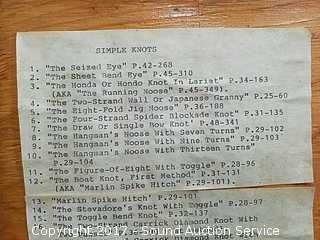 SIMPLE KNOTS
1. "The Seized Eye" P.42-268
2. "The Sheet Bend Eye" P.45-310
3. "The Honda Or Hondo Knot In Lariat" P.34-163
(AKA "The Running Noose" P.45-349).
4. "The Two-Strand Wall Or Japanese Granny" P.25-60
5. "The Eight-Fold Jig Noose" P.36-188
6. "The Four-Strand Spider Blockade Knot" P.31-135
7. "The Draw Or Single Bow Knot" P.48-341
8. "The Hangman's Noose With Seven Turns" P.29-102
9. "The Hangman's Noose With Nine Turns" P.29-103
10. "The Hangman's Noose With Thirteen Turns"
P.29-104
11. "The Figure-Of-Eight With Toggle" P.28-96
12. "The Boat Knot, First Method" P.31-131
(AKA "Marlin Spike Hitch" P.29-101).
13. "Marlin Spike Hitch" P.29-101
14. "The Stevadore's Knot With Toggle" P.28-97
15. "The Toggle Bend Knot" P.32-137
Carrick Diamond Knot With
Copyright 2017 - Sound Auction Service